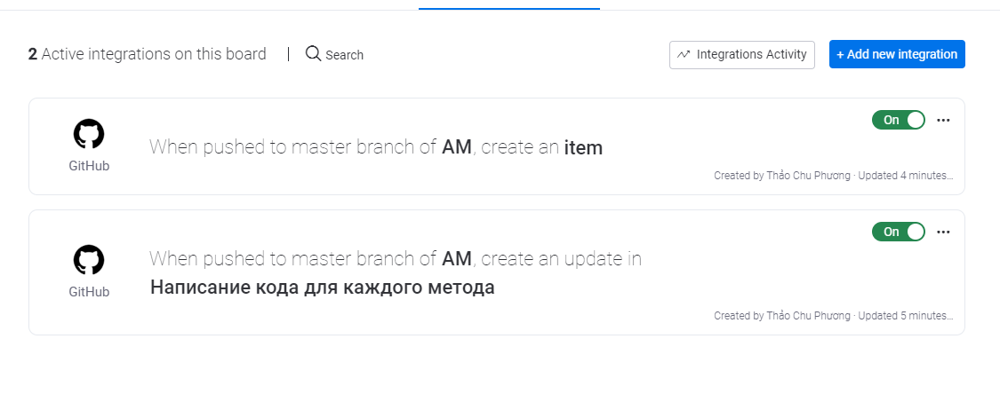 2 Active integrations on this board | Search
Integrations Activity
+ Add new integration
On
GitHub
When pushed to master branch of AM, create an item
Created by Thảo Chu Phương · Updated 4 minutes...
On
GitHub
When pushed to master branch of AM, create an update in
Написание кода для каждого метода
Created by Thảo Chu Phương · Updated 5 minutes...